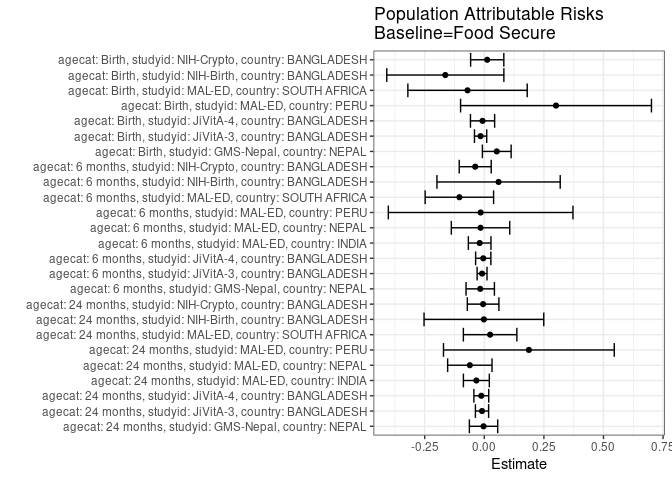 Population Attributable Risks
Baseline=Food Secure
agecat: Birth, studyid: NIH-Crypto, country: BANGLADESH
agecat: Birth, studyid: NIH-Birth, country: BANGLADESH
agecat: Birth, studyid: MAL-ED, country: SOUTH AFRICA
agecat: Birth, studyid: MAL-ED, country: PERU
agecat: Birth, studyid: JiVitA-4, country: BANGLADESH
agecat: Birth, studyid: JiVitA-3, country: BANGLADESH
agecat: Birth, studyid: GMS-Nepal, country: NEPAL
agecat: 6 months, studyid: NIH-Crypto, country: BANGLADESH
agecat: 6 months, studyid: NIH-Birth, country: BANGLADESH
agecat: 6 months, studyid: MAL-ED, country: SOUTH AFRICA
agecat: 6 months, studyid: MAL-ED, country: PERU
agecat: 6 months, studyid: MAL-ED, country: NEPAL
agecat: 6 months, studyid: MAL-ED, country: INDIA
agecat: 6 months, studyid: JiVitA-4, country: BANGLADESH
agecat: 6 months, studyid: JiVitA-3, country: BANGLADESH
agecat: 6 months, studyid: GMS-Nepal, country: NEPAL
agecat: 24 months, studyid: NIH-Crypto, country: BANGLADESH
agecat: 24 months, studyid: NIH-Birth, country: BANGLADESH
agecat: 24 months, studyid: MAL-ED, country: SOUTH AFRICA
agecat: 24 months, studyid: MAL-ED, country: PERU
agecat: 24 months, studyid: MAL-ED, country: NEPAL
agecat: 24 months, studyid: MAL-ED, country: INDIA
agecat: 24 months, studyid: JiVitA-4, country: BANGLADESH
agecat: 24 months, studyid: JiVitA-3, country: BANGLADESH
agecat: 24 months, studyid: GMS-Nepal, country: NEPAL
-0.25 0.00 0.25 0.50 0.75
Estimate